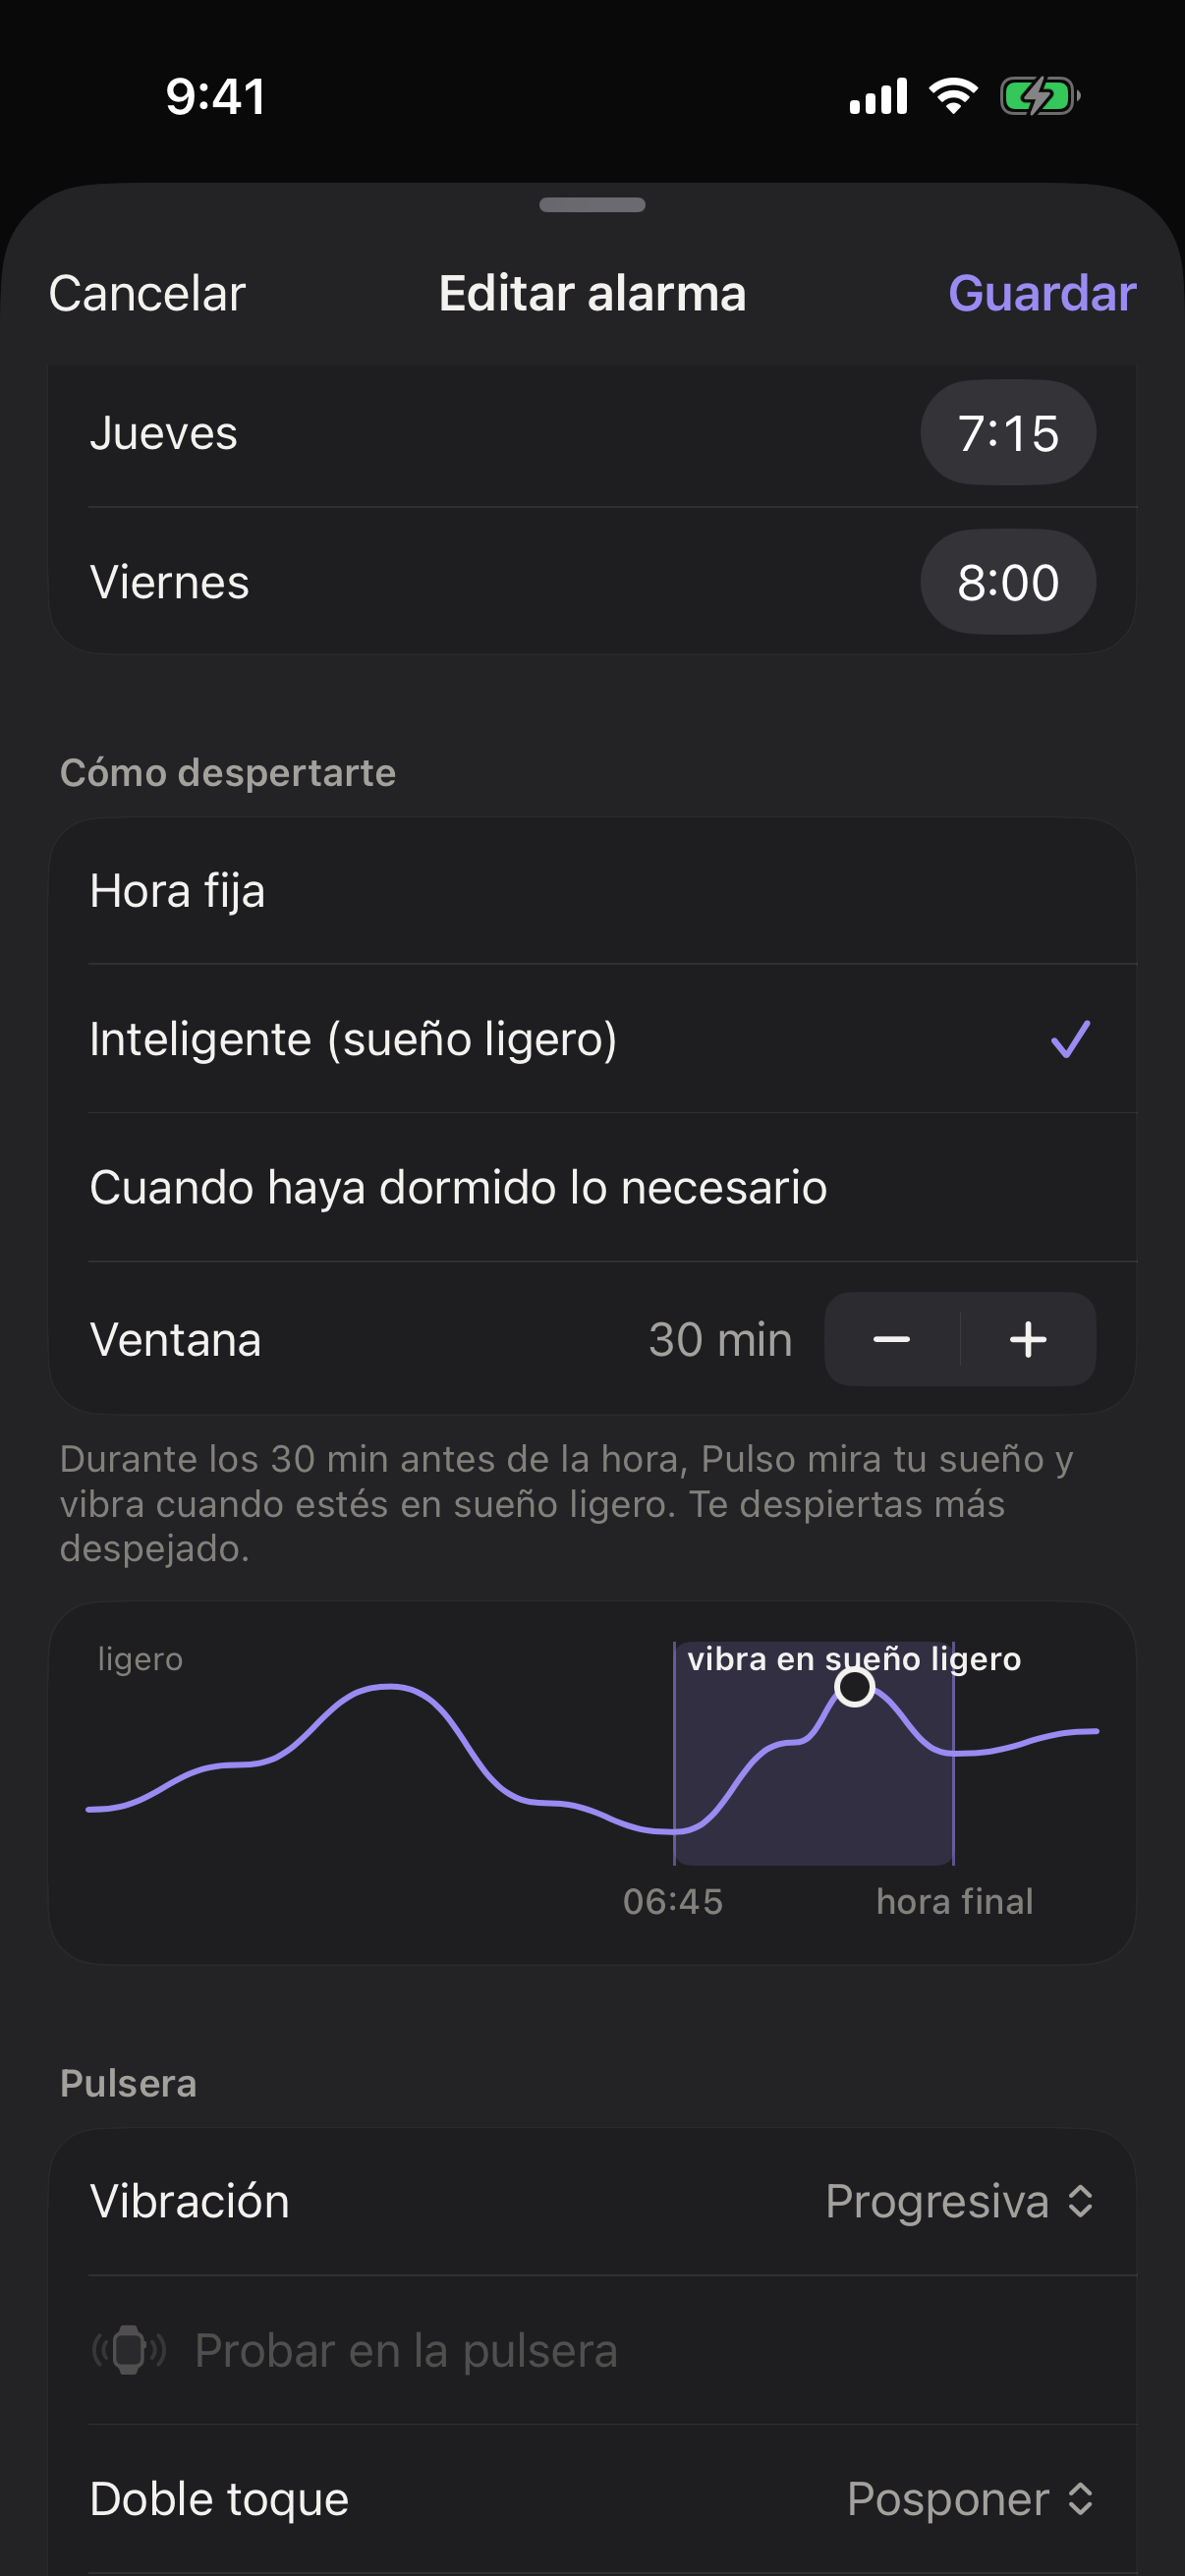 9:41
Cancelar
Editar alarma
Guardar
Jueves
7:15
Viernes
8:00
Cómo despertarte
Hora fija
Inteligente (sueño ligero)
Cuando haya dormido lo necesario
Ventana
30 min
Durante los 30 min antes de la hora, Pulso mira tu sueño y
vibra cuando estés en sueño ligero. Te despiertas más
despejado.
ligero
vibra en sueño ligero
06:45
hora final
Pulsera
Vibración
Progresiva
Probar en la pulsera
Doble toque
Posponer